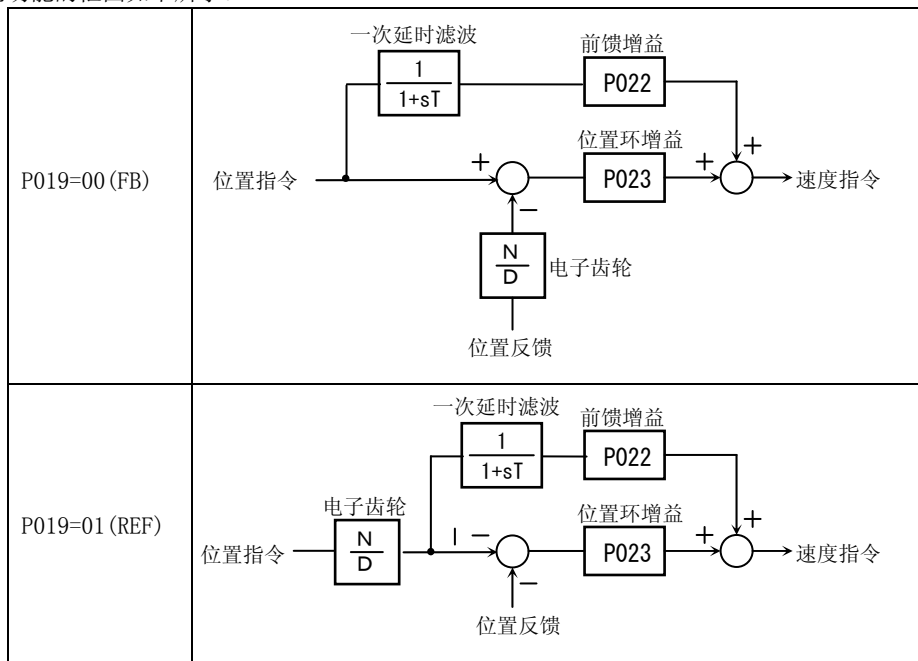 一次延时滤波
前馈增益
1
1+sT
P022
位置环增益
P019=00(FB)
位置指令
+
P023
+
+
速度指令
−
N
D
电子齿轮
位置反馈
一次延时滤波
前馈增益
1
1+sT
P022
电子齿轮
位置环增益
P019=01(REF)
位置指令
N
D
−
P023
+
+
速度指令
−
位置反馈